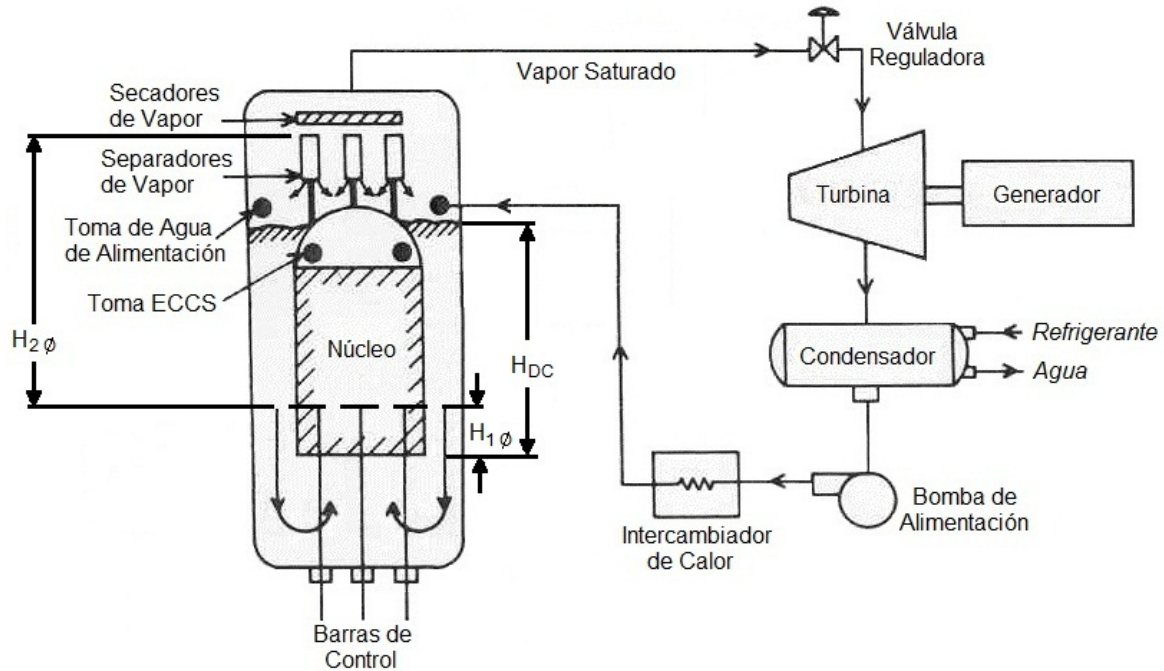 Válvula
Reguladora
Vapor Saturado
Secadores
de Vapor
Separadores
de Vapor
Turbina
Generador
Toma de Agua
de Alimentación
Toma ECCS
H2 ø
Núcleo
HDC
H1 ø
Condensador
Refrigerante
Agua
Intercambiador
de Calor
Bomba de
Alimentación
Barras de
Control